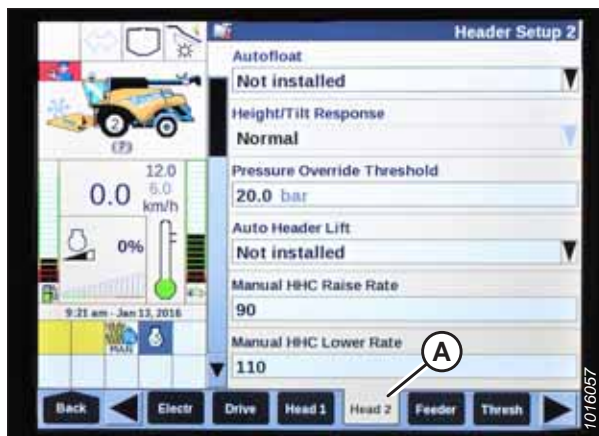 Header Setup 2
Autofloat
Not installed
Height/Tilt Response
Normal
Pressure Override Threshold
20.0 bar
Auto Header Lift
Not installed
Manual HHC Raise Rate
90
Manual HHC Lower Rate
110
2
(P)
12.0
0.0 6.0
km/h
0%
9:21 am - Jan 13, 2016
MAN
A
Back Electr Drive Head 1 Head 2 Feeder Thresh
1016057